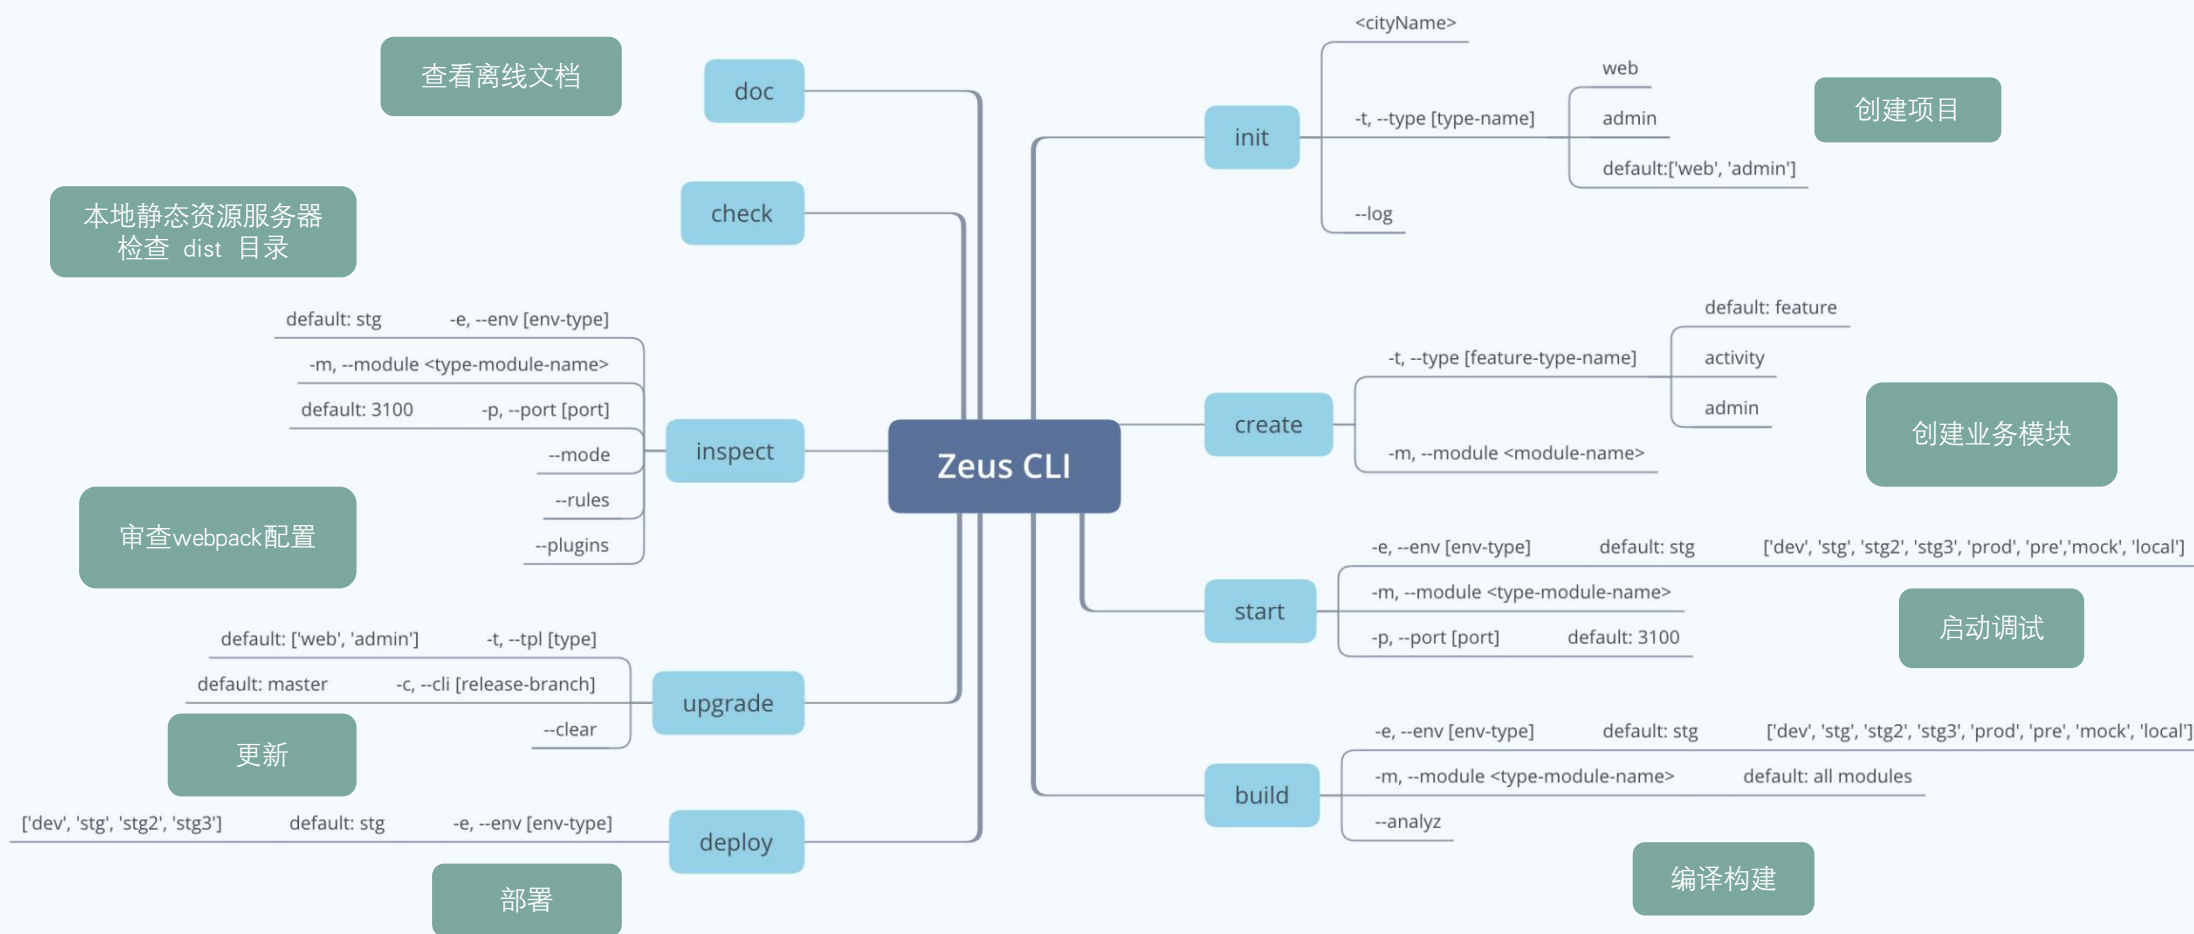 查看离线文档
doc
本地静态资源服务器
检查 dist 目录
check
default: stg -e, --env [env-type]
-m, --module <type-module-name>
default: 3100 -p, --port [port]
--mode
--rules
--plugins
inspect
审查webpack配置
default: ['web', 'admin'] -t, --tpl [type]
default: master -c, --cli [release-branch]
--clear
upgrade
更新
['dev', 'stg', 'stg2', 'stg3'] default: stg -e, --env [env-type]
deploy
部署
Zeus CLI
init
<cityName>
-t, --type [type-name]
web
admin
default:['web', 'admin']
--log
创建项目
create
-t, --type [feature-type-name]
default: feature
activity
admin
-m, --module <module-name>
创建业务模块
start
-e, --env [env-type] default: stg ['dev', 'stg', 'stg2', 'stg3', 'prod', 'pre','mock', 'local']
-m, --module <type-module-name>
-p, --port [port] default: 3100
启动调试
build
-e, --env [env-type] default: stg ['dev', 'stg', 'stg2', 'stg3', 'prod', 'pre', 'mock', 'local']
-m, --module <type-module-name> default: all modules
--analyz
编译构建